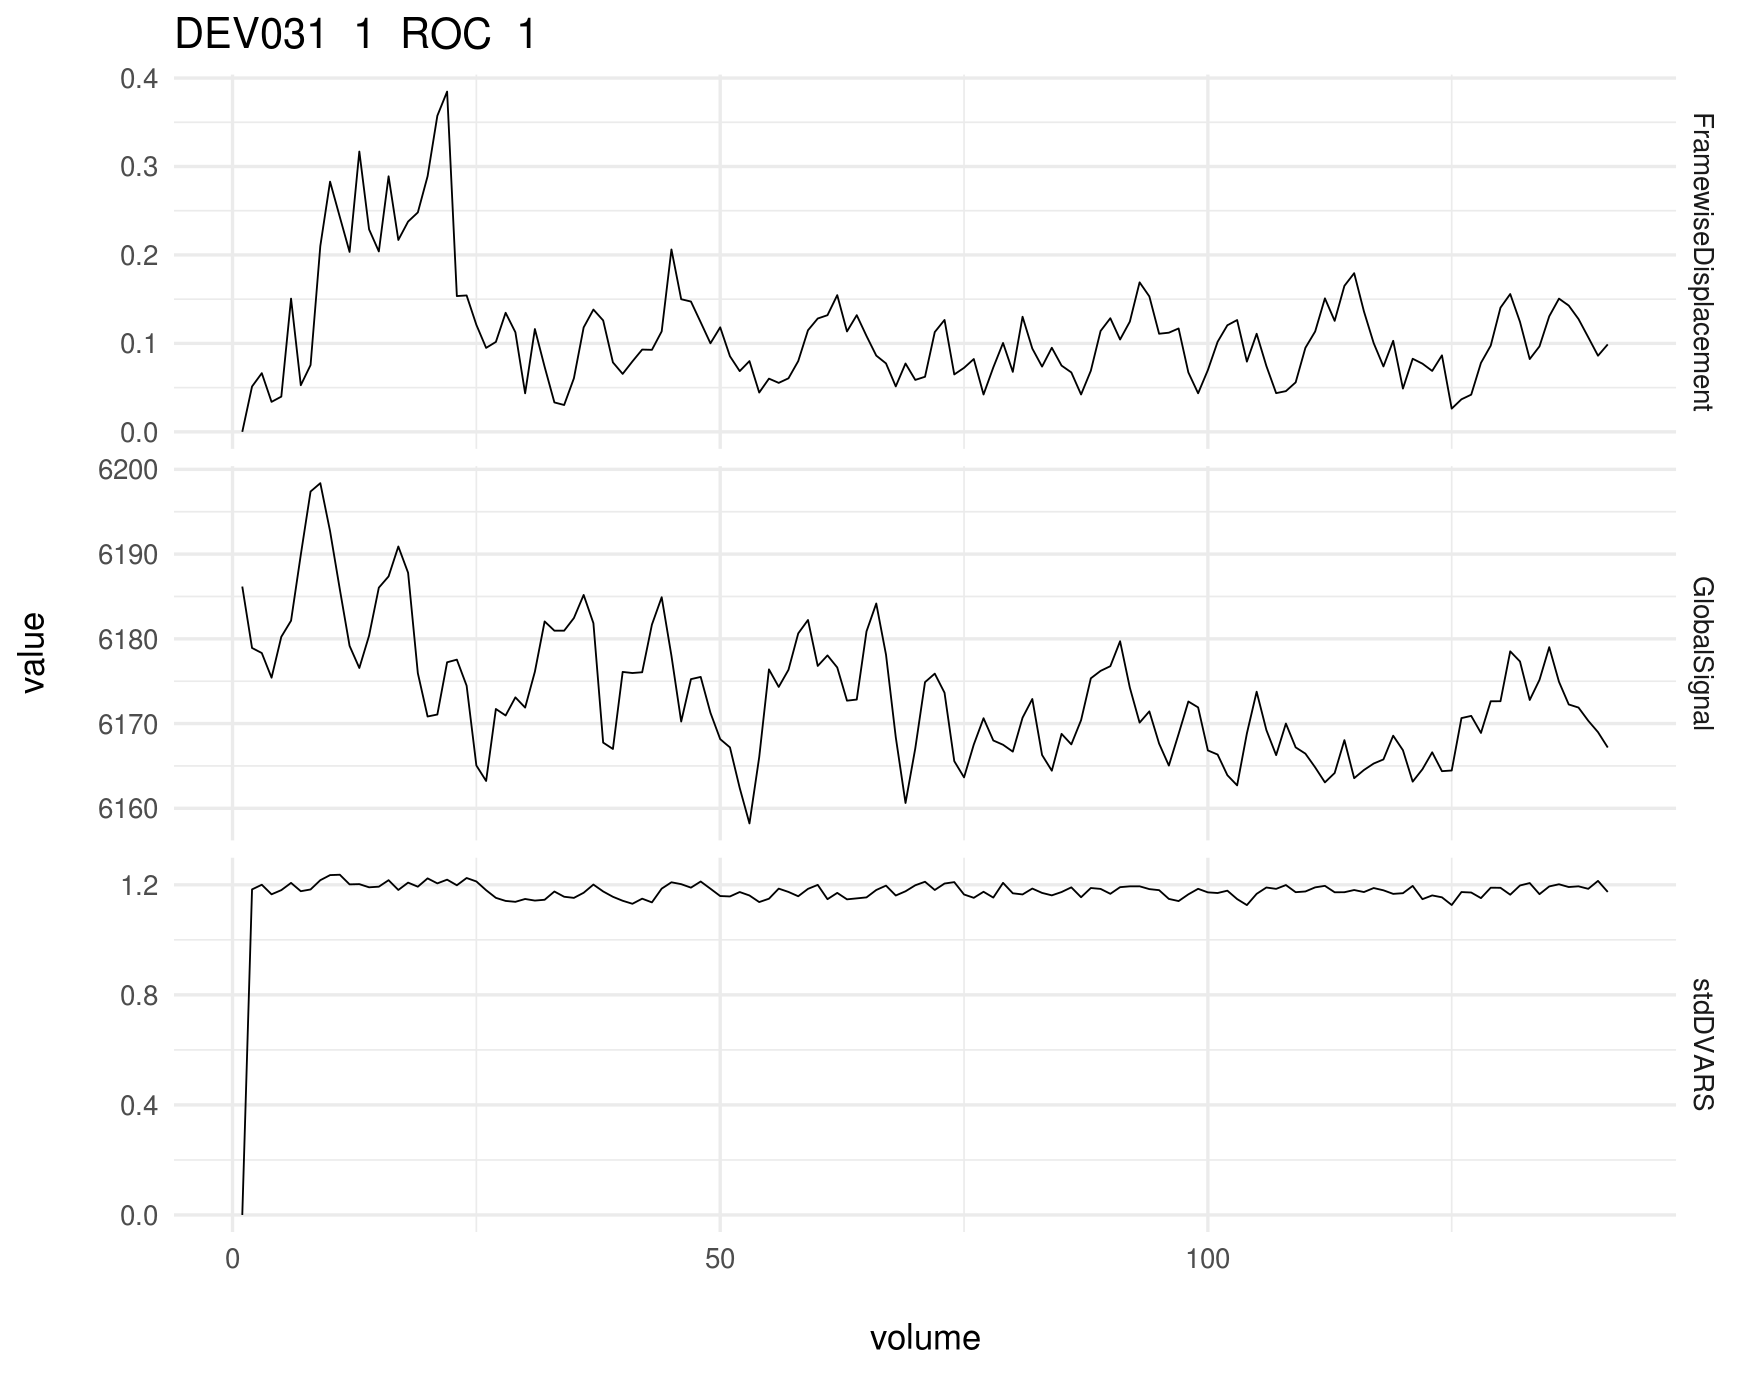 DEV031 1 ROC 1
0.4
0.3
0.2
0.1
0.0
FramewiseDisplacement
6200
6190
6180
6170
6160
GlobalSignal
value
1.2
0.8
0.4
0.0
stdDVARS
0 50 100
volume